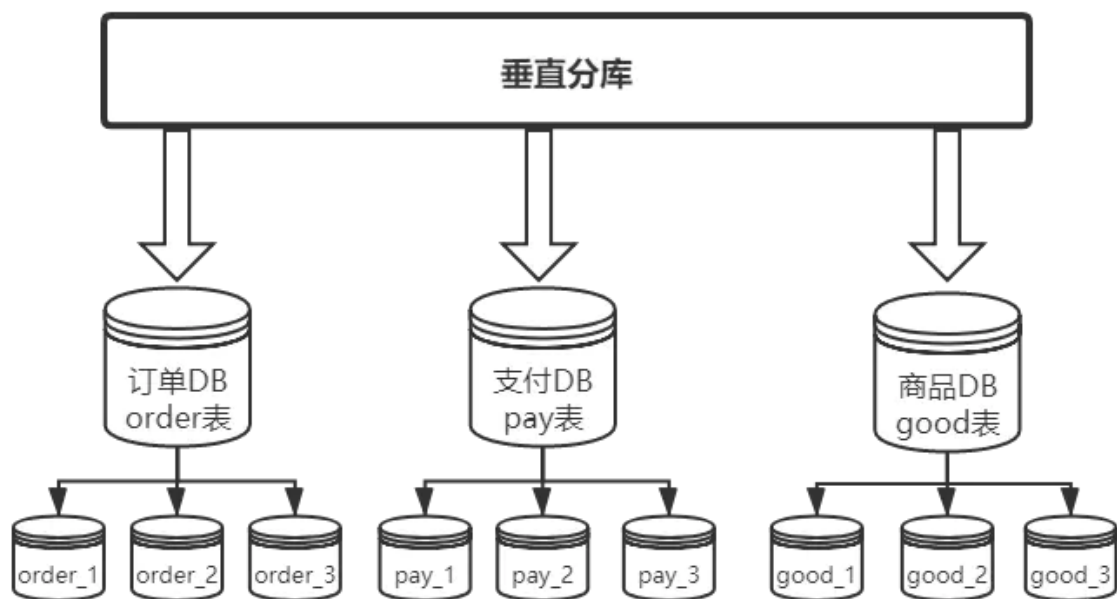 垂直分库
订单DB
order表
支付DB
pay表
商品DB
good表
order_1
order_2
order_3
pay_1
pay_2
pay_3
good_1
good_2
good_3